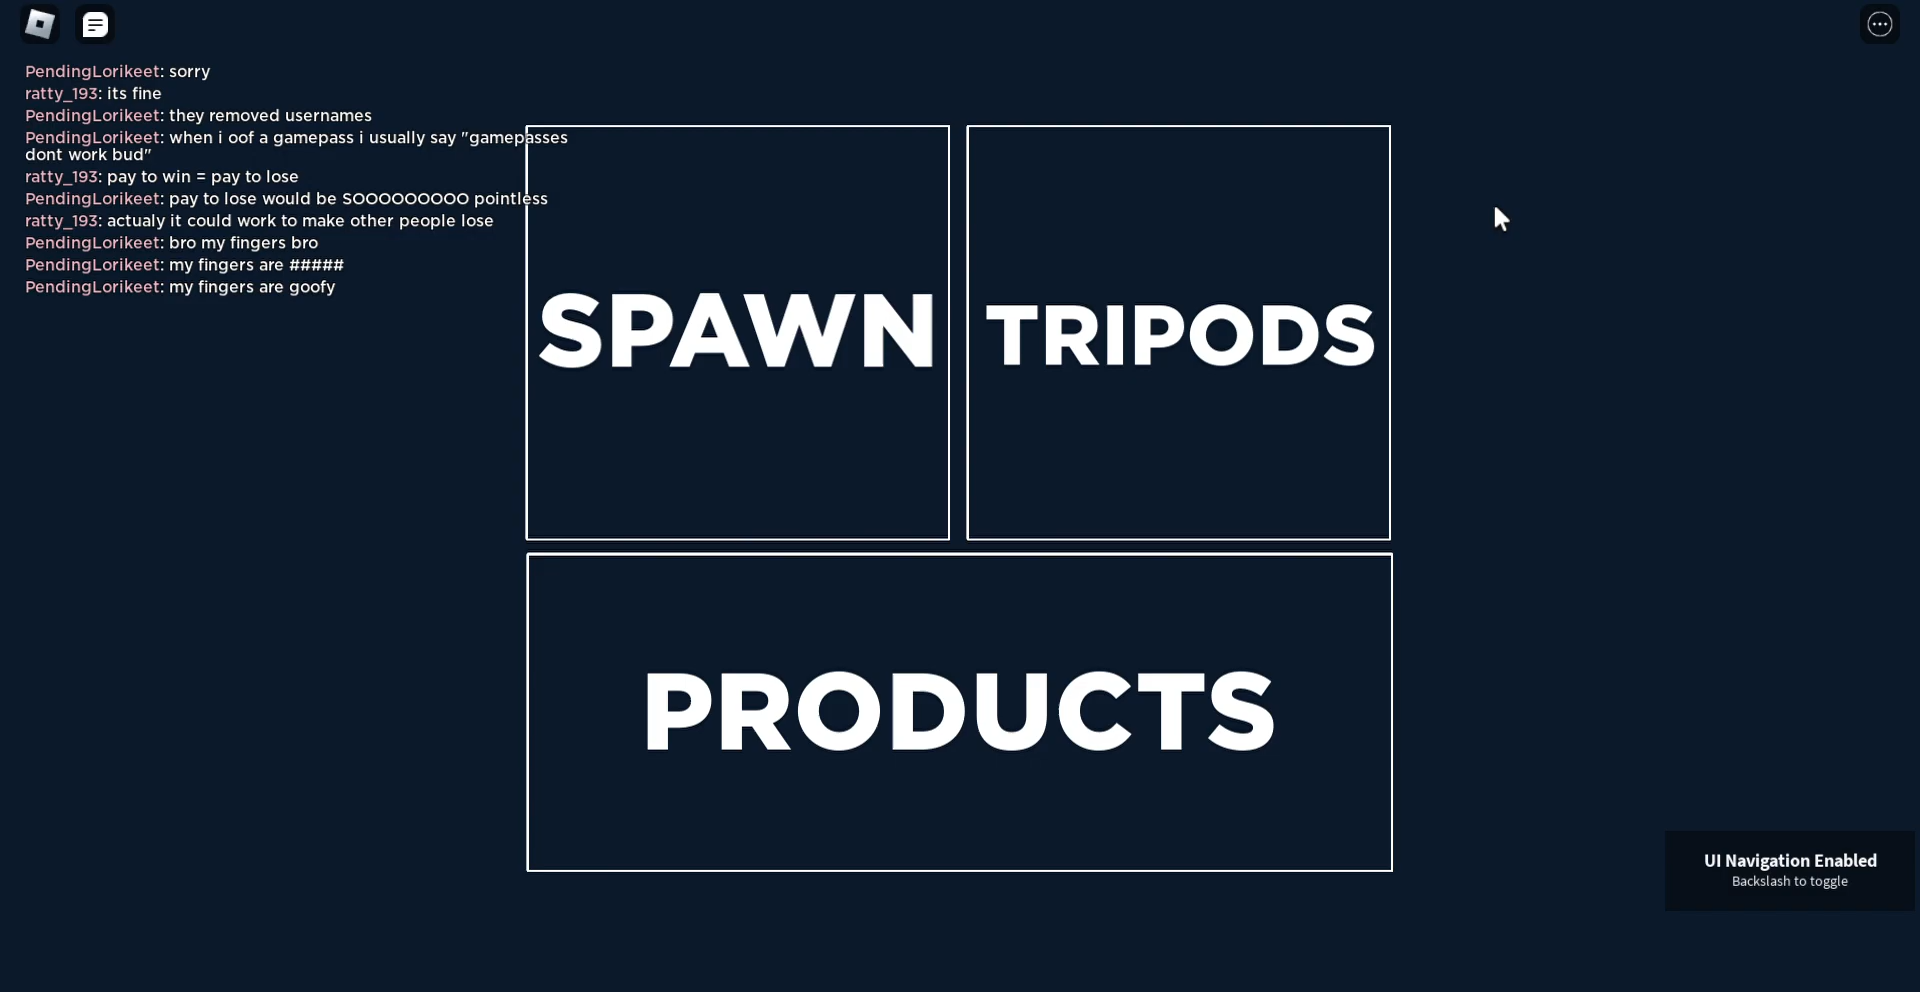 PendingLorikeet: sorry
ratty_193: its fine
PendingLorikeet: they removed usernames
PendingLorikeet: when i oof a gamepass i usually say "gamepasses
dont work bud"
ratty_193: pay to win = pay to lose
PendingLorikeet: pay to lose would be SOOOOOOOOO pointless
ratty_193: actualy it could work to make other people lose
PendingLorikeet: bro my fingers bro
PendingLorikeet: my fingers are #####
PendingLorikeet: my fingers are goofy
SPAWN
TRIPODS
PRODUCTS
UI Navigation Enabled
Backslash to toggle